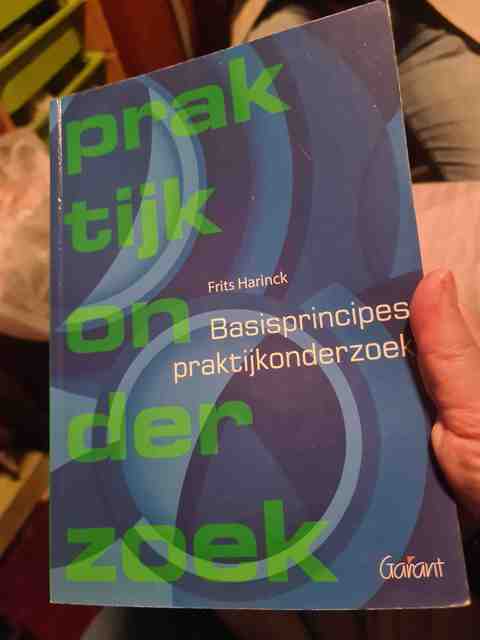 prak
tijk
on
der
zoek
Frits Harinck
Basisprincipes
praktijkonderzoek
Garant